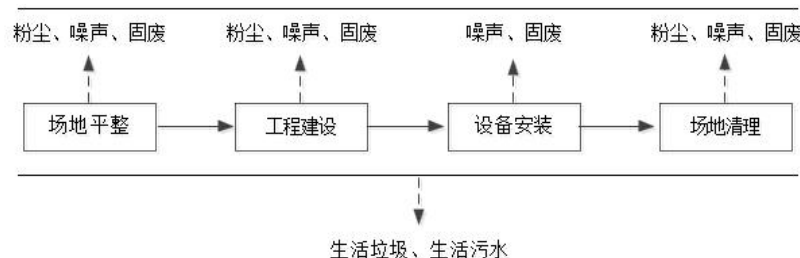 粉尘、噪声、固废 粉尘、噪声、固废 噪声、固废 粉尘、噪声、固废
场地平整 工程建设 设备安装 场地清理
生活垃圾、生活污水